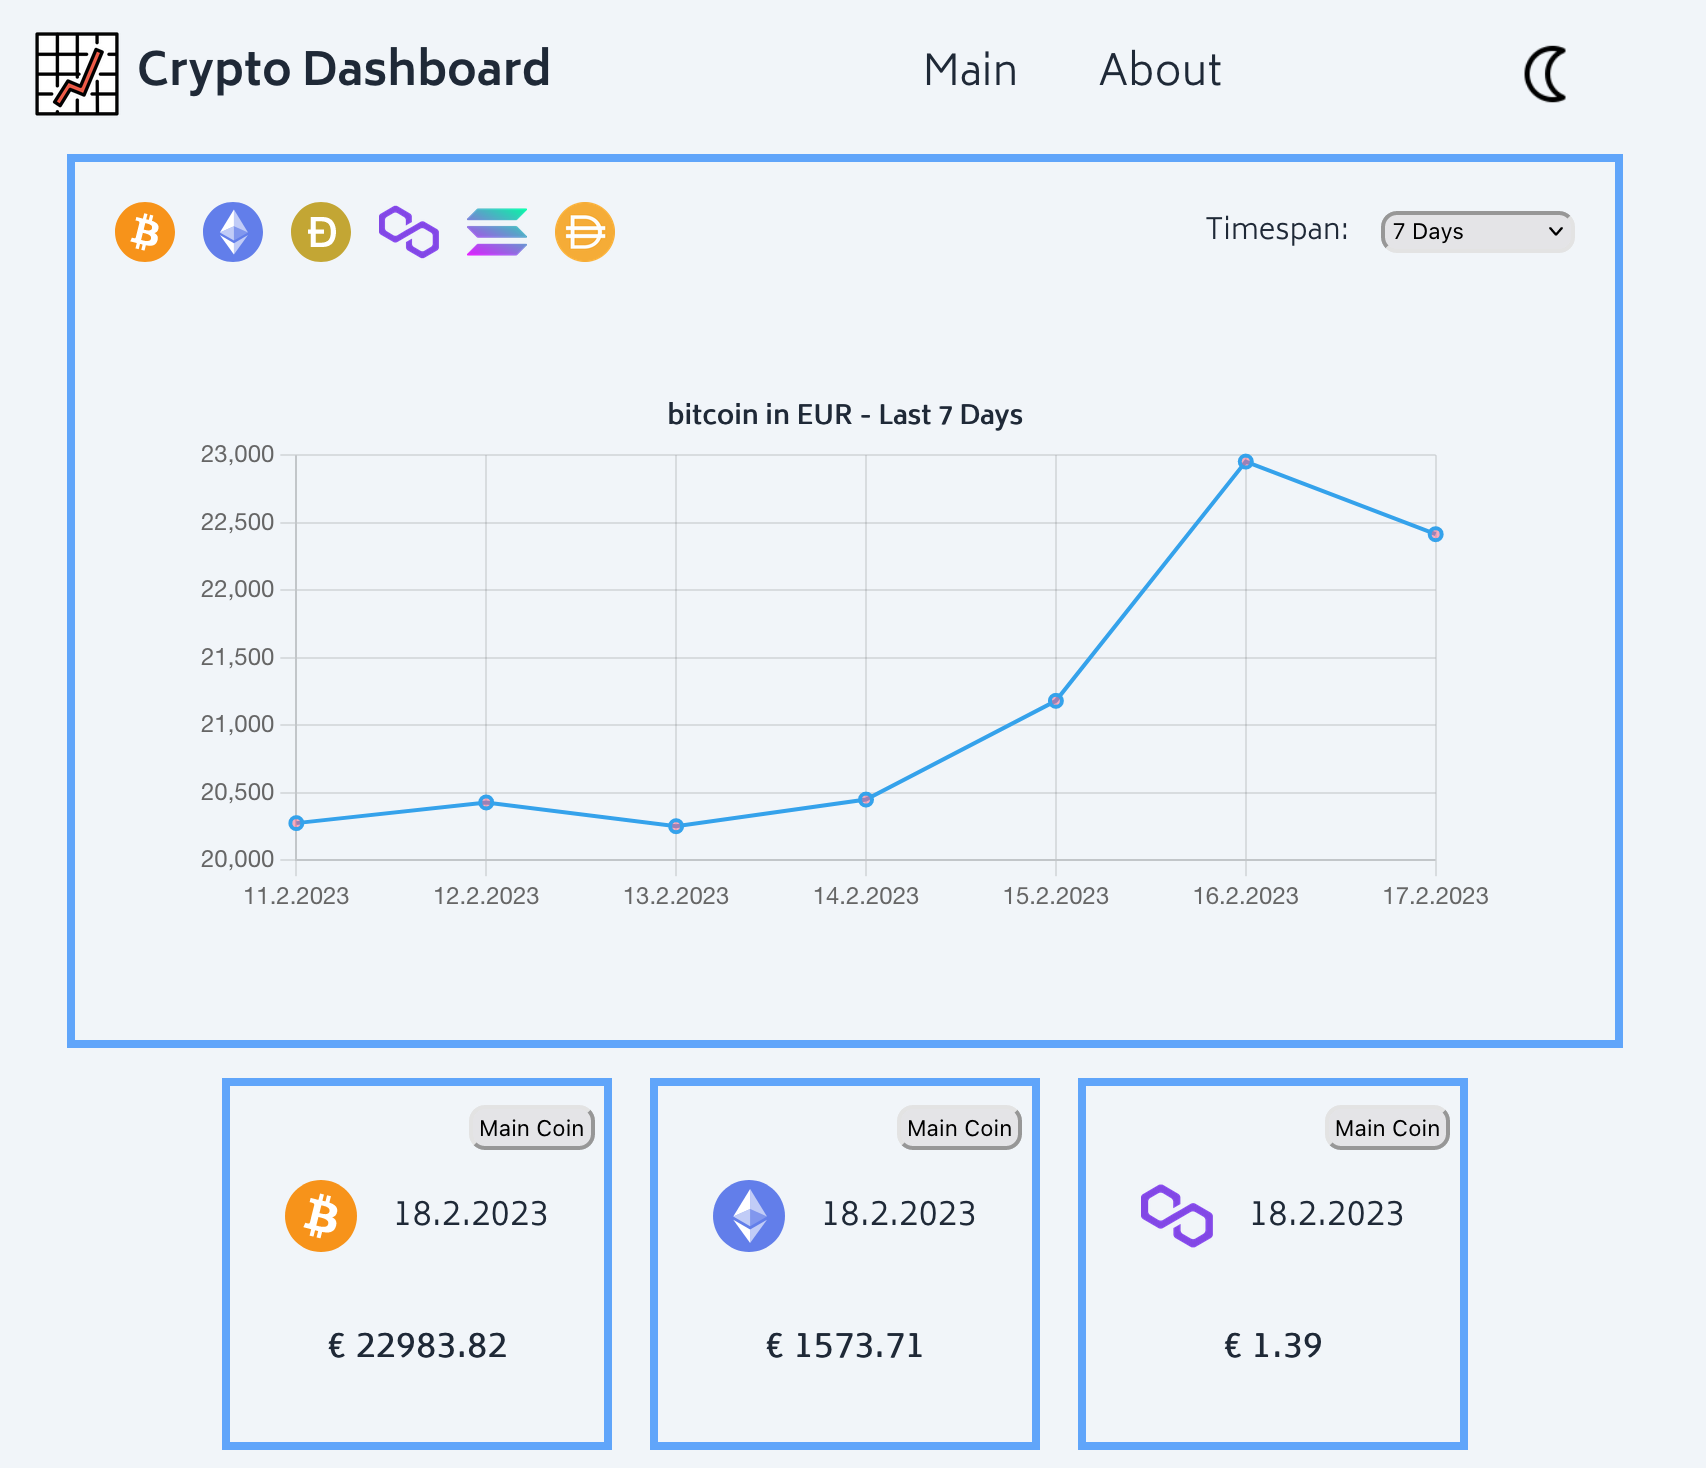 Crypto Dashboard
Main
About
Timespan:
7 Days
bitcoin in EUR - Last 7 Days
23,000
22,500
22,000
21,500
21,000
20,500
20,000
11.2.2023
12.2.2023
13.2.2023
14.2.2023
15.2.2023
16.2.2023
17.2.2023
Main Coin
18.2.2023
€ 22983.82
Main Coin
18.2.2023
€ 1573.71
Main Coin
18.2.2023
€ 1.39